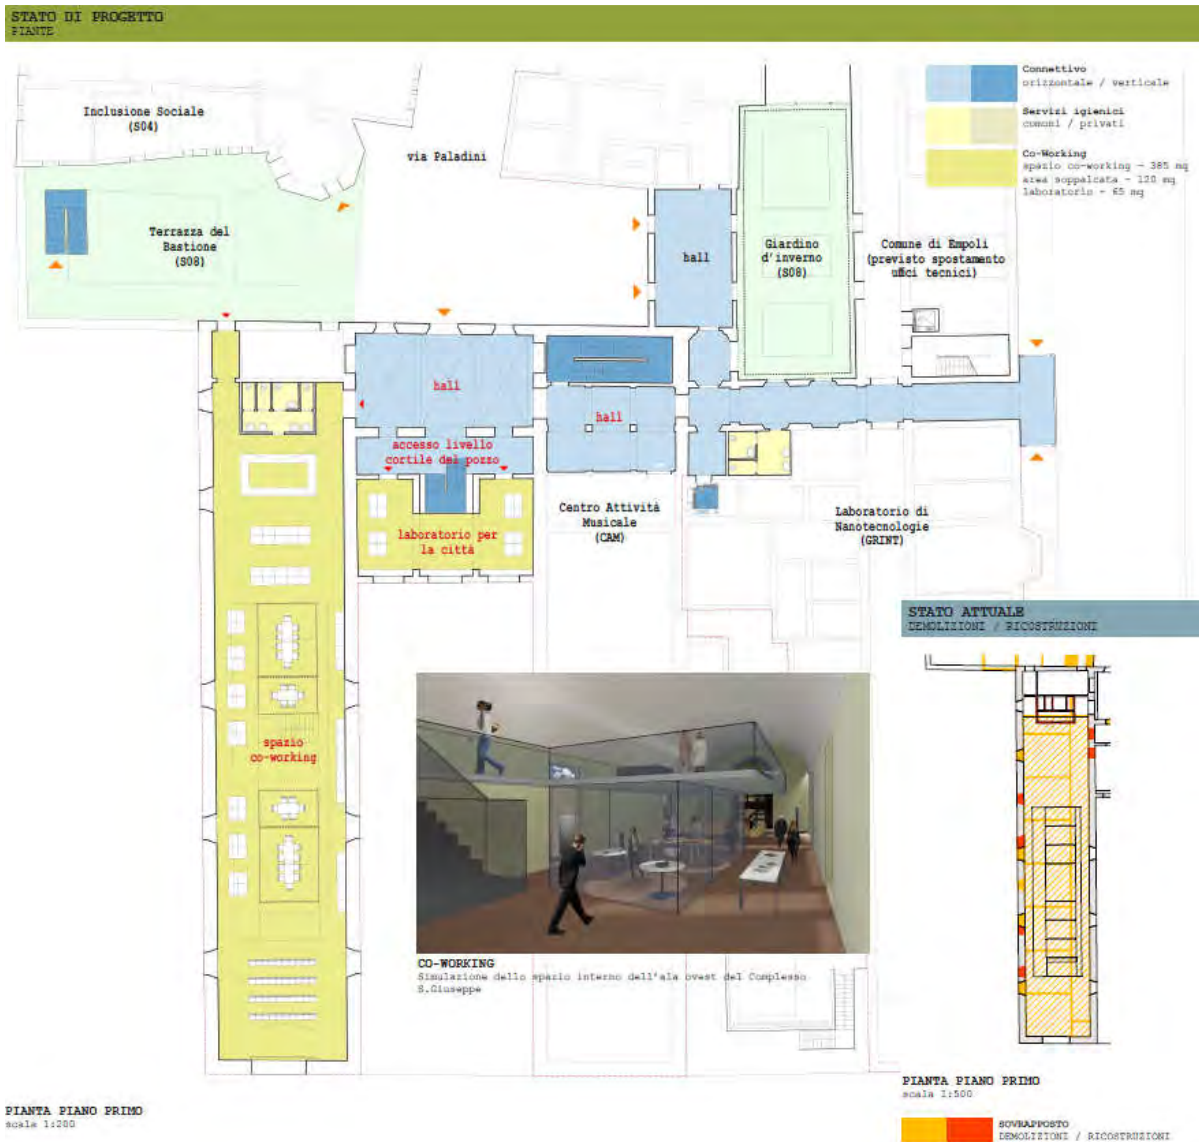 STATO DI PROGETTO
PIANTE
Connettivo
orizzontale / verticale
Servizi igienici
comuni / privati
Co-Working
spazio co-working - 385 mq
area soppalcata - 120 mq
laboratorio - 65 mq
Inclusione Sociale
(S04)
via Paladini
Terrazza del
Bastione
(S08)
hall
Giardino
d'inverno
(S08)
Comune di Empoli
(previsto spostamento
uffici tecnici)
hall
hall
accesso livello
cortile del pozzo
laboratorio per
la città
Centro Attività
Musicale
(CAM)
Laboratorio di
Nanotecnologie
(GRINT)
spazio
co-working
STATO ATTUALE
DEMOLIZIONI / RICOSTRUZIONI
CO-WORKING
Simulazione dello spazio interno dell'ala ovest del Complesso
S.Giuseppe
PIANTA PIANO PRIMO
scala 1:500
PIANTA PIANO PRIMO
scala 1:200
SOVRAPPOSTO
DEMOLIZIONI / RICOSTRUZIONI